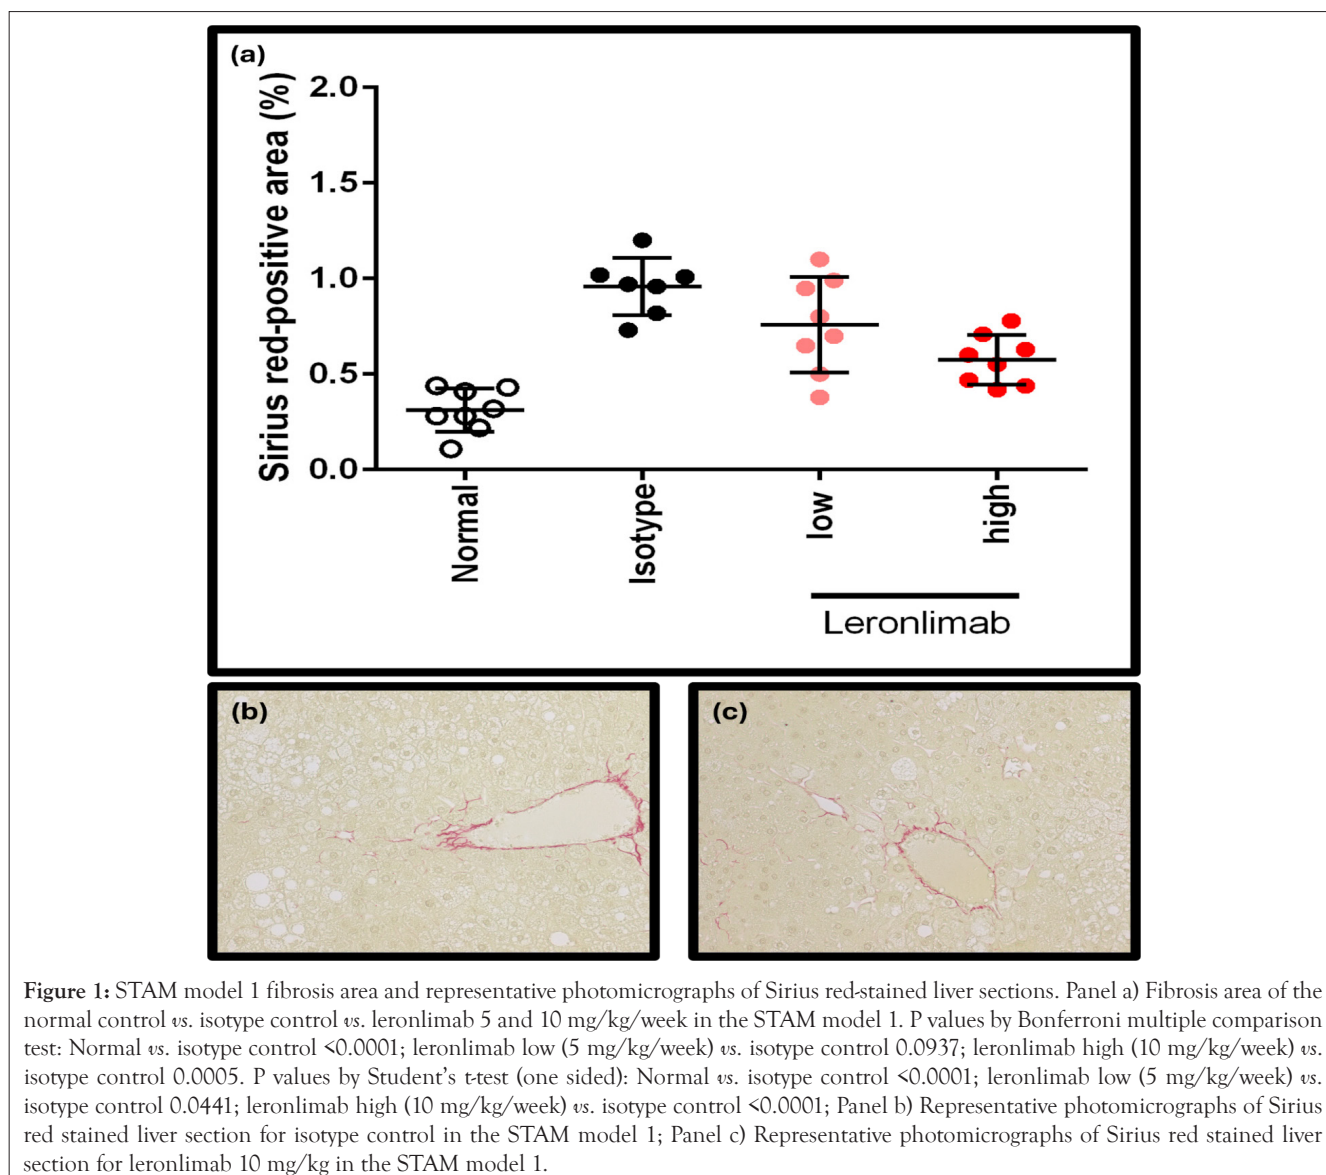 (a)
Sirius red-positive area (%)
2.0
1.5
1.0
0.5
0.0
Normal
Isotype
low
high
Leronlimab
(b)
(c)
Figure 1: STAM model 1 fibrosis area and representative photomicrographs of Sirius red-stained liver sections. Panel a) Fibrosis area of the
normal control vs. isotype control vs. leronlimab 5 and 10 mg/kg/week in the STAM model 1. P values by Bonferroni multiple comparison
test: Normal vs. isotype control <0.0001; leronlimab low (5 mg/kg/week) vs. isotype control 0.0937; leronlimab high (10 mg/kg/week) vs.
isotype control 0.0005. P values by Student's t-test (one sided): Normal vs. isotype control <0.0001; leronlimab low (5 mg/kg/week) vs.
isotype control 0.0441; leronlimab high (10 mg/kg/week) vs. isotype control <0.0001; Panel b) Representative photomicrographs of Sirius
red stained liver section for isotype control in the STAM model 1; Panel c) Representative photomicrographs of Sirius red stained liver
section for leronlimab 10 mg/kg in the STAM model 1.